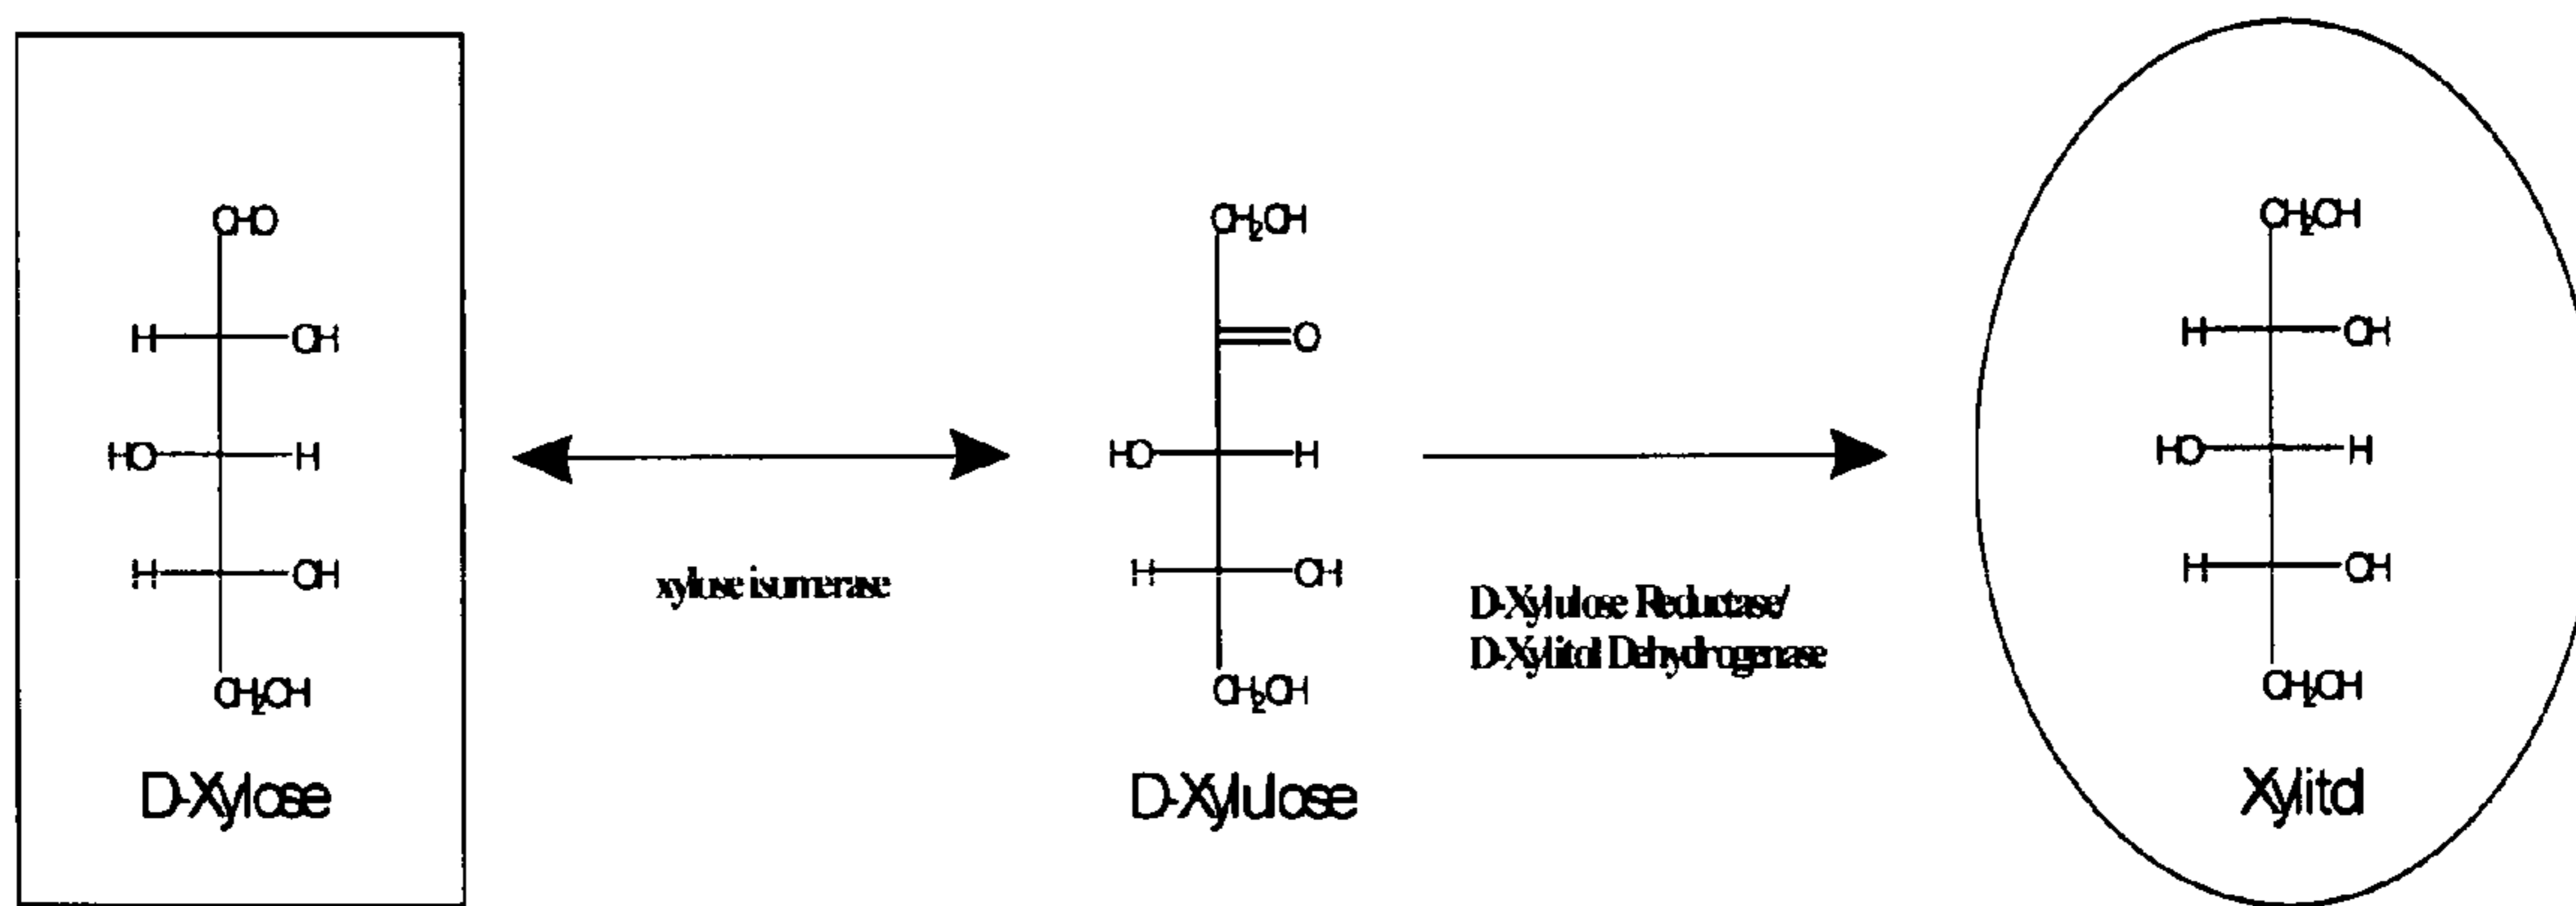 CHO
H
OH
HO
H
H
OH
CH2OH
D-Xylose
xylose isomerase
CH2OH
O
HO
H
H
OH
CH2OH
D-Xylulose
D-Xylulose Reductase/
D-Xylitol Dehydrogenase
CH2OH
H
OH
HO
H
H
OH
CH2OH
Xylitol